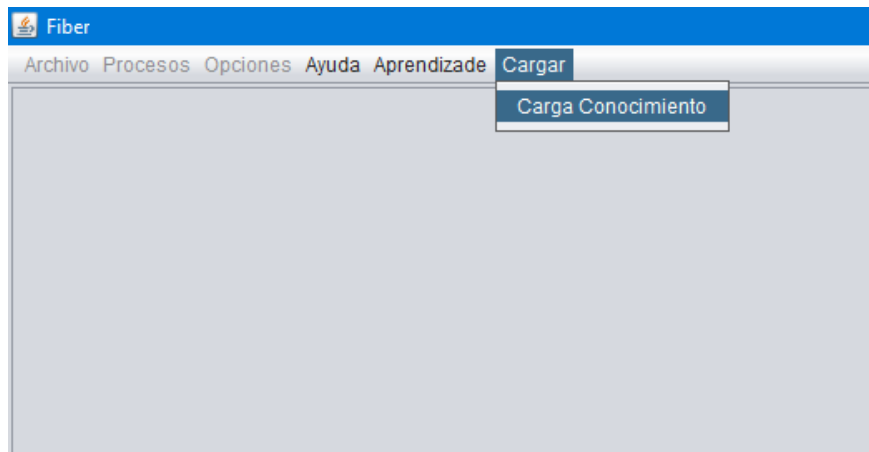 Fiber
Archivo Procesos Opciones Ayuda Aprendizade Cargar
Carga Conocimiento